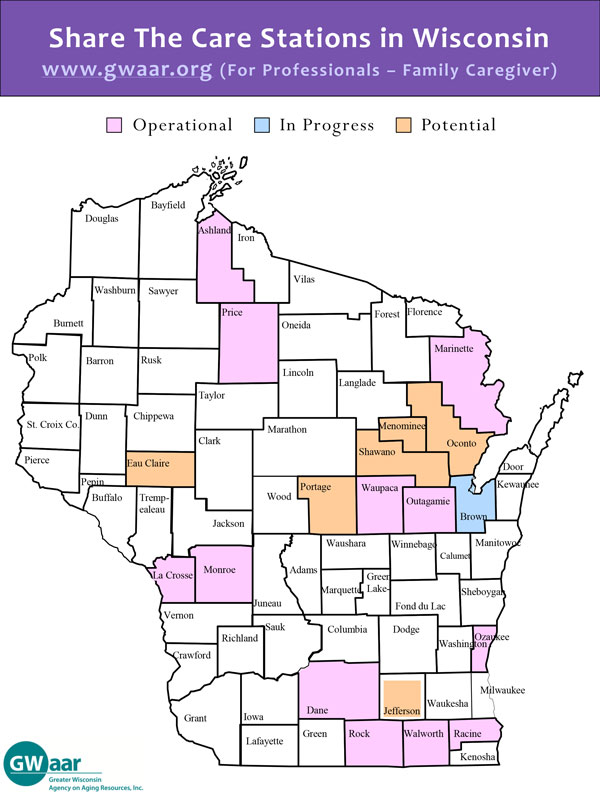 Share The Care Stations in Wisconsin
www.gwaar.org (For Professionals – Family Caregiver)
Operational In Progress Potential
Bayfield
Douglas
Ashland
Iron
Vilas
Washburn
Sawyer
Price
Forest
Florence
Burnett
Oneida
Marinette
Polk
Barron
Rusk
Lincoln
Langlade
Taylor
Dunn
Chippewa
St. Croix Co.
Menominee
Marathon
Clark
Oconto
Shawano
Pierce
Eau Claire
Door
Pepin
Kewaunee
Portage
Waupaca
Buffalo
Tremp-
ealeau
Wood
Outagamie
Brown
Jackson
Waushara
Winnebago
Manitowoc
Calumet
La Crosse
Monroe
Adams
Green
Lake-
Marquette
Sheboygan
Juneau
Fond du Lac
Vernon
Sauk
Columbia
Dodge
Richland
Washington
Ozaukee
Crawford
Milwaukee
Waukesha
Dane
Jefferson
Grant
Iowa
Green
Rock
Walworth
Racine
Lafayette
Kenosha
GWaar
Greater Wisconsin
Agency on Aging Resources, Inc.